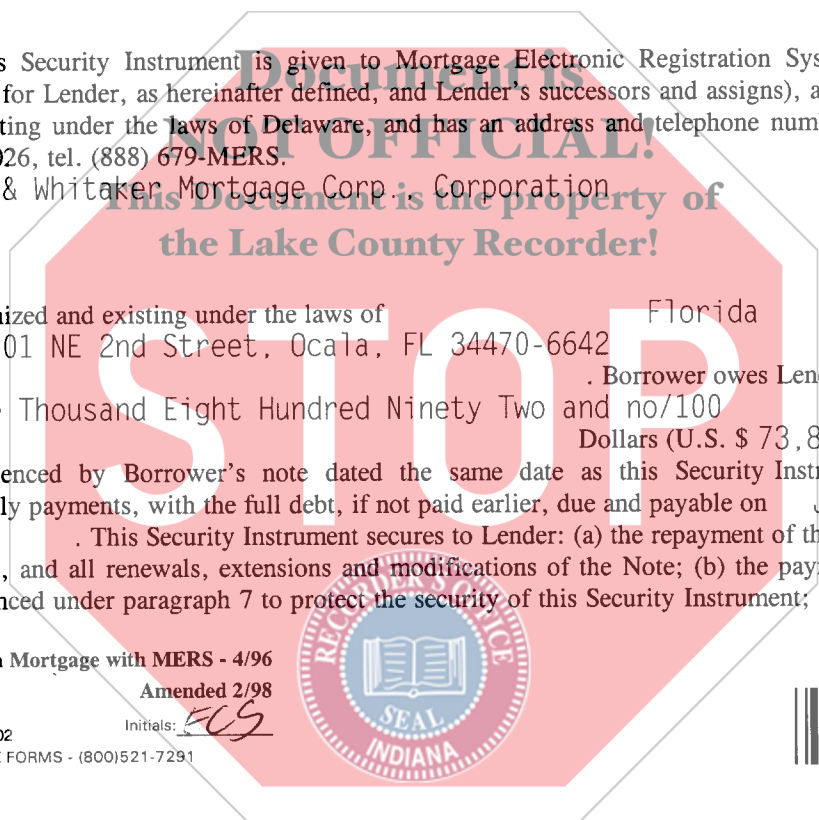 s Security Instrument is given to Mortgage Electronic Registration Sys
Document is
for Lender, as hereinafter defined, and Lender's successors and assigns), a
ting under the laws of Delaware, and has an address and telephone num
NOT OFFICIAL!
026, tel. (888) 679-MERS.
& Whitaker Mortgage Corp., Corporation
This Document is the property of
the Lake County Recorder!
nized and existing under the laws of Florida
01 NE 2nd Street, Ocala, FL 34470-6642
. Borrower owes Len
Thousand Eight Hundred Ninety Two and no/100
Dollars (U.S. $ 73,8
STOP
enced by Borrower's note dated the same date as this Security Instr
ly payments, with the full debt, if not paid earlier, due and payable on
. This Security Instrument secures to Lender: (a) the repayment of th
, and all renewals, extensions and modifications of the Note; (b) the pay
nced under paragraph 7 to protect the security of this Security Instrument;
RECORDER'S OFFICE
SEAL
INDIANA
Mortgage with MERS - 4/96
Amended 2/98
Initials: ECS
02
FORMS - (800)521-7291